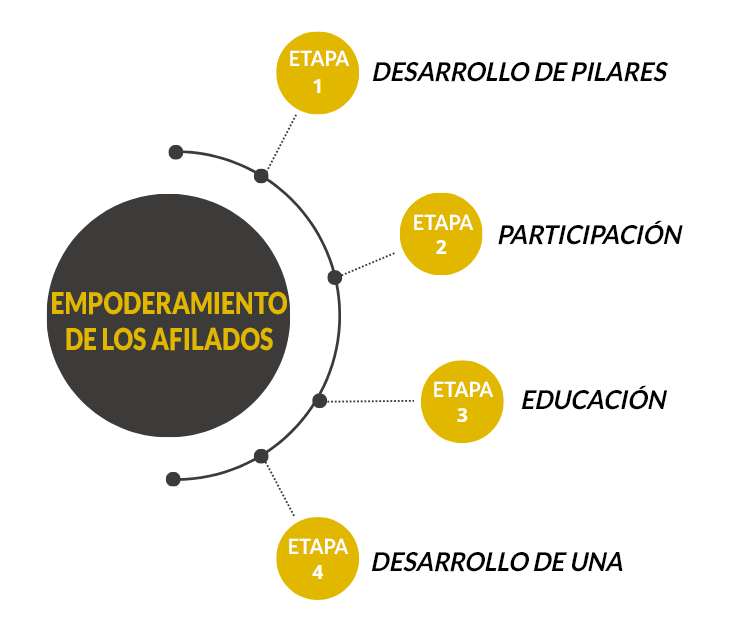 ETAPA
1
DESARROLLO DE PILARES
ETAPA
2
PARTICIPACIÓN
EMPODERAMIENTO
DE LOS AFILADOS
ETAPA
3
EDUCACIÓN
ETAPA
4
DESARROLLO DE UNA